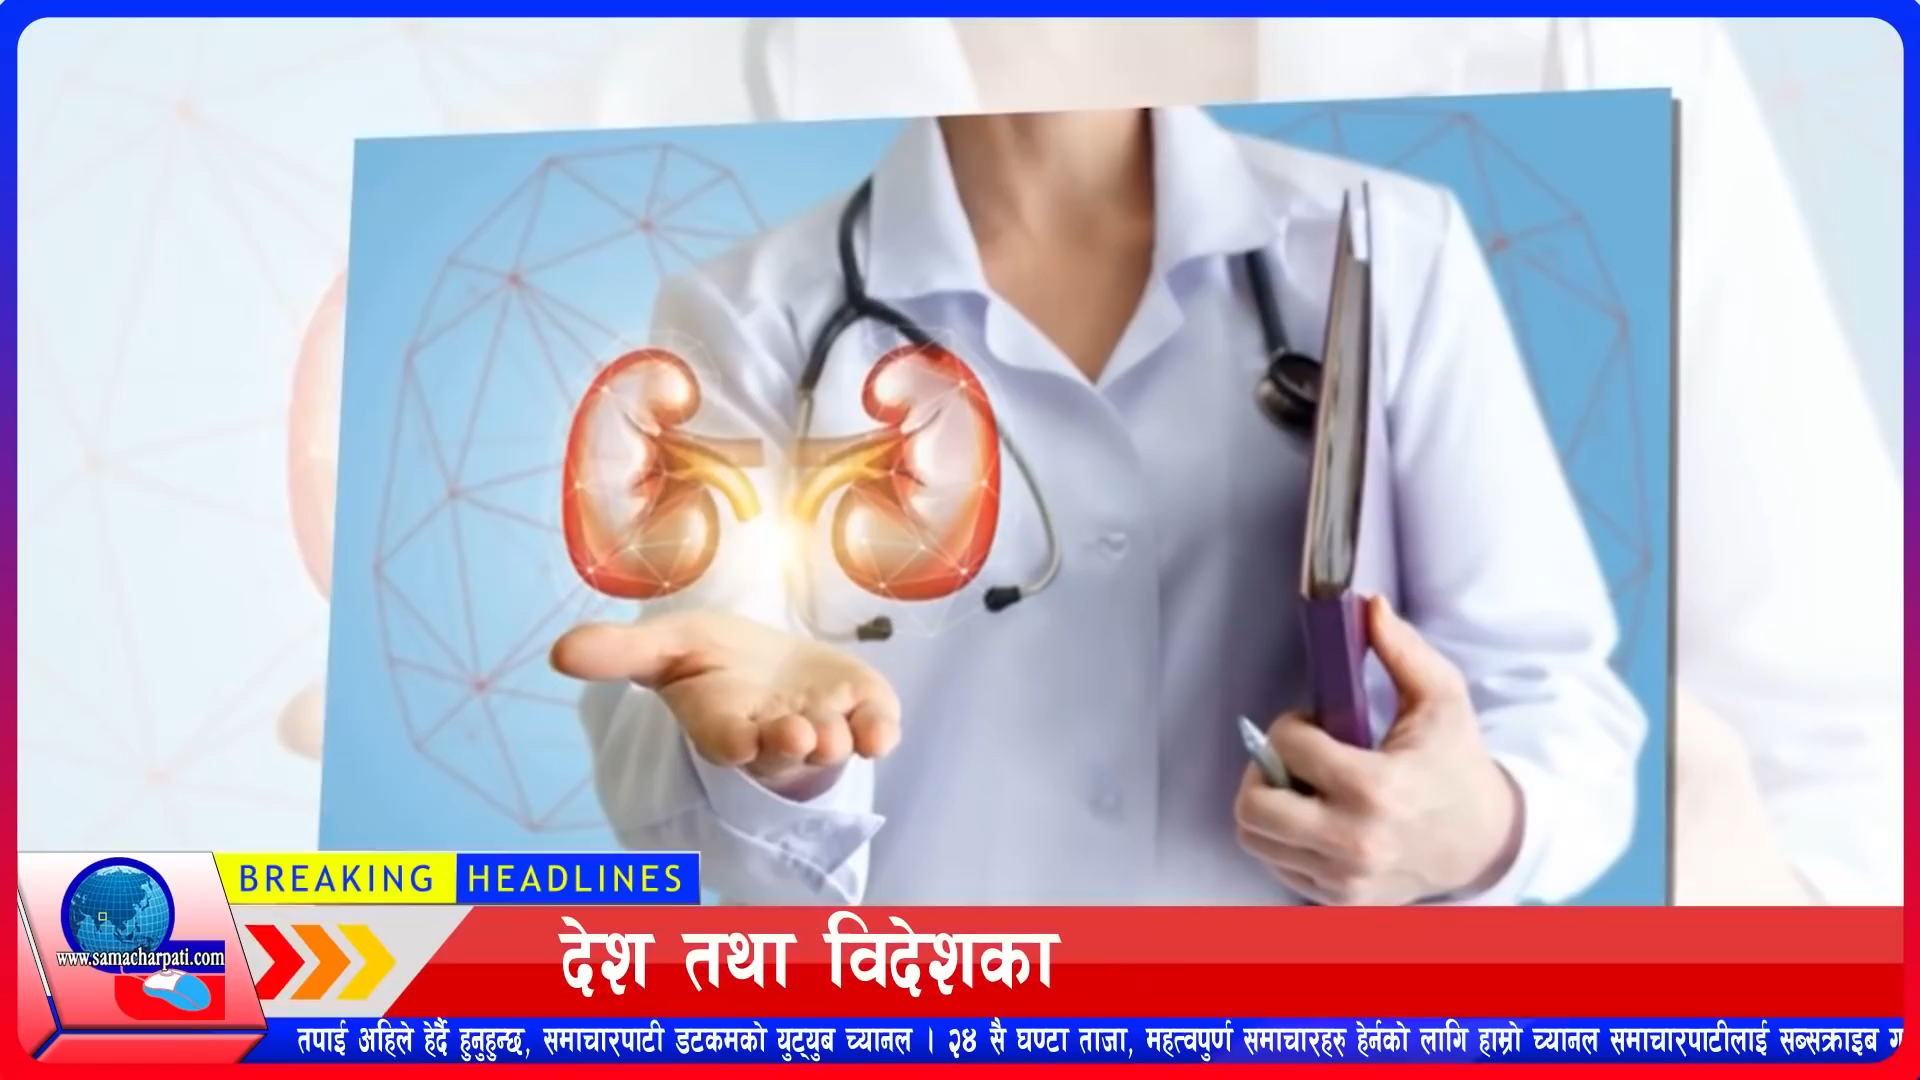 BREAKING HEADLINES
www.samacharpati.com
देश तथा विदेशका
तपाई अहिले हेर्दै हुनुहुन्छ, समाचारपाटी डटकमको युट्युब च्यानल । २४ सै घण्टा ताजा, महत्वपुर्ण समाचारहरु हेर्नको लागि हाम्रो च्यानल समाचारपाटीलाई सब्सक्राइब